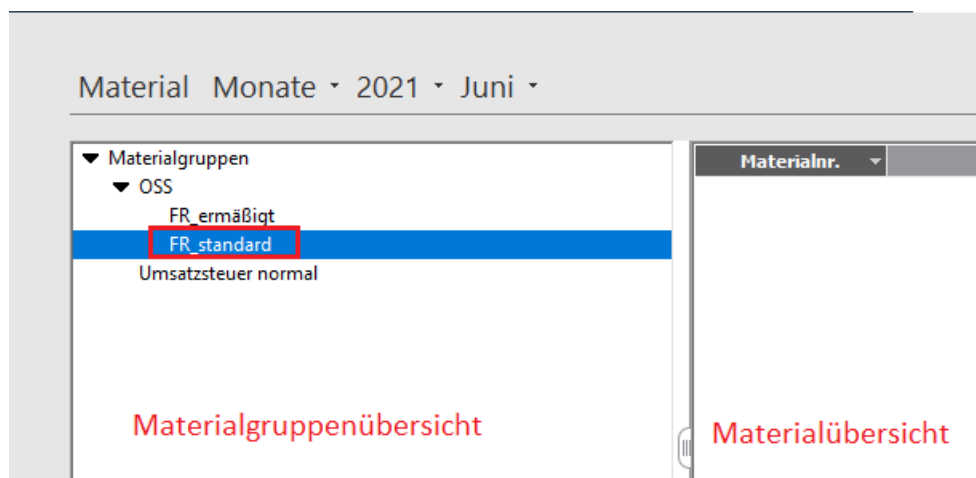 Material Monate 2021 Juni
Materialgruppen
OSS
FR_ermäßigt
FR_standard
Umsatzsteuer normal
Materialgruppenübersicht
Materialnr.
Materialübersicht